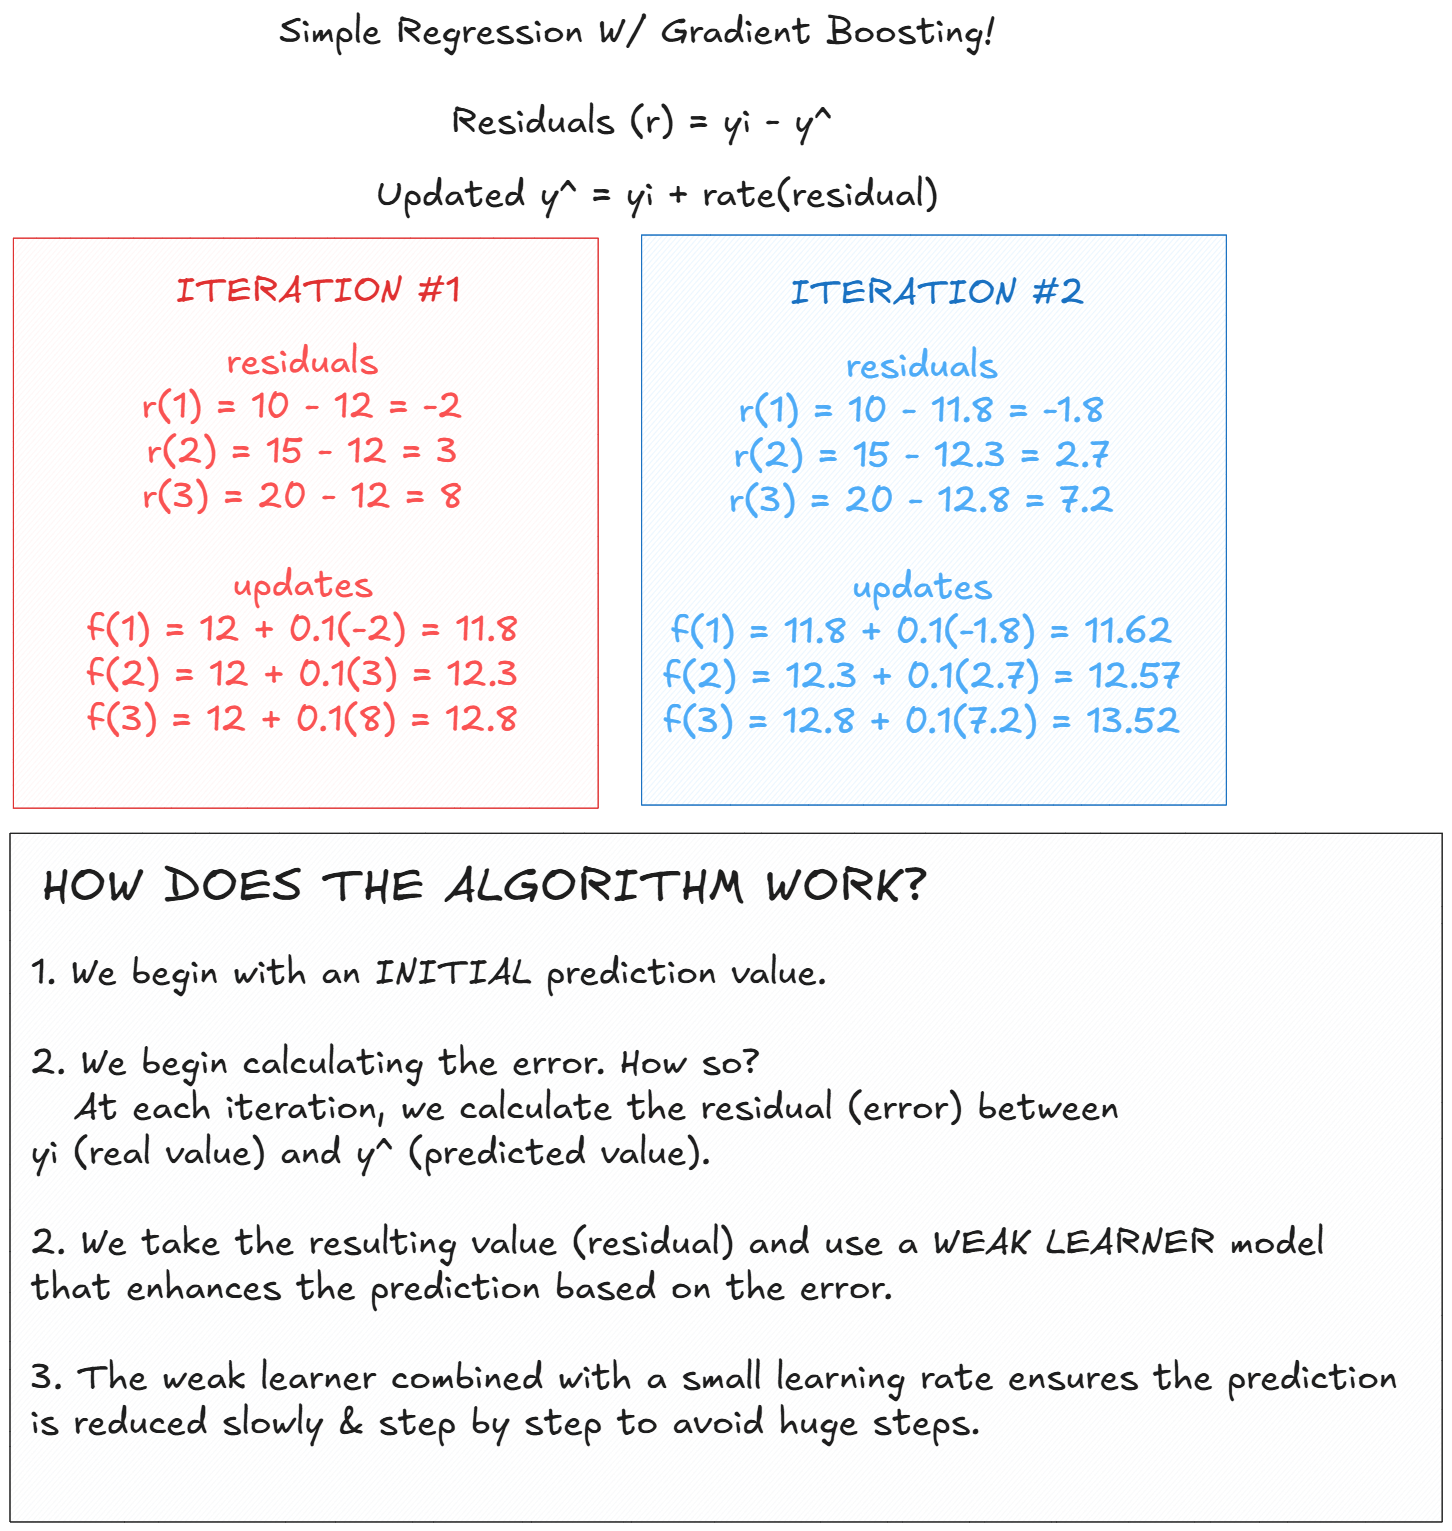 Simple Regression W/ Gradient Boosting!
Residuals (r) = yi - y^
Updated y^ = yi + rate(residual)
ITERATION #1
residuals
r(1) = 10 - 12 = -2
r(2) = 15 - 12 = 3
r(3) = 20 - 12 = 8
updates
f(1) = 12 + 0.1(-2) = 11.8
f(2) = 12 + 0.1(3) = 12.3
f(3) = 12 + 0.1(8) = 12.8
ITERATION #2
residuals
r(1) = 10 - 11.8 = -1.8
r(2) = 15 - 12.3 = 2.7
r(3) = 20 - 12.8 = 7.2
updates
f(1) = 11.8 + 0.1(-1.8) = 11.62
f(2) = 12.3 + 0.1(2.7) = 12.57
f(3) = 12.8 + 0.1(7.2) = 13.52
HOW DOES THE ALGORITHM WORK?
1. We begin with an INITIAL prediction value.
2. We begin calculating the error. How so?
At each iteration, we calculate the residual (error) between
yi (real value) and y^ (predicted value).
2. We take the resulting value (residual) and use a WEAK LEARNER model
that enhances the prediction based on the error.
3. The weak learner combined with a small learning rate ensures the prediction
is reduced slowly & step by step to avoid huge steps.